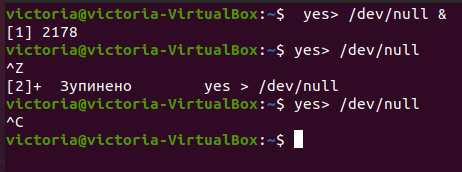 victoria@victoria-VirtualBox:~$  yes> /dev/null &
[1] 2178
victoria@victoria-VirtualBox:~$ yes> /dev/null
^Z
[2]+  Зупинено        yes > /dev/null
victoria@victoria-VirtualBox:~$ yes> /dev/null
^C
victoria@victoria-VirtualBox:~$